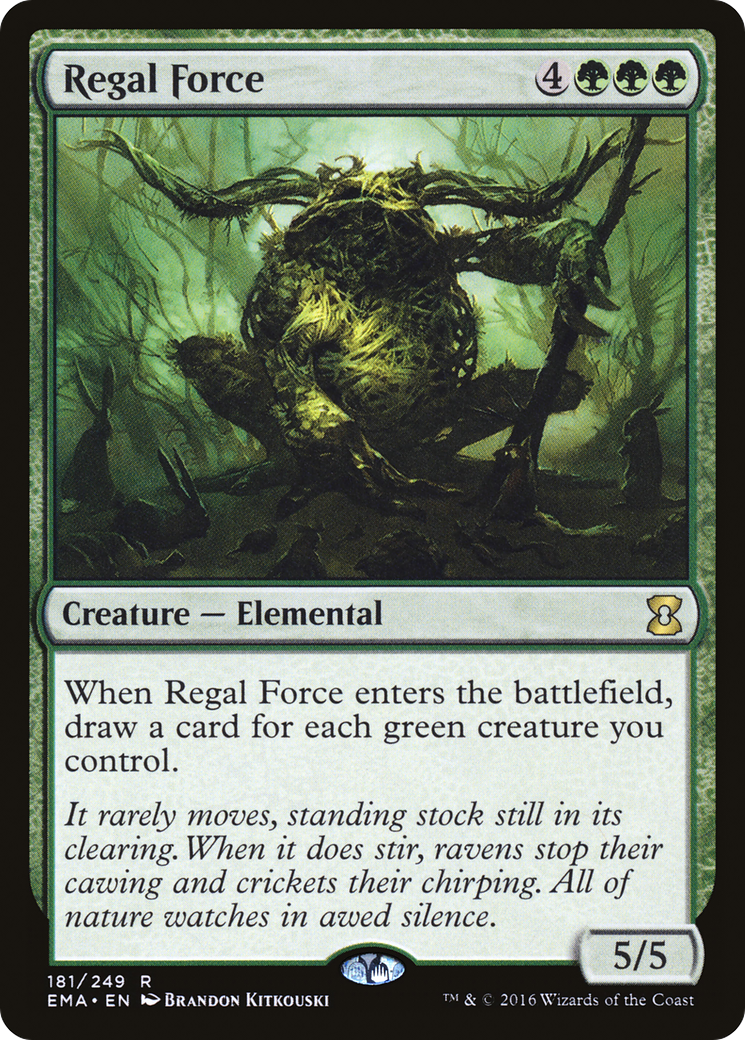 Regal Force 4
Creature — Elemental
When Regal Force enters the battlefield,
draw a card for each green creature you
control.
It rarely moves, standing stock still in its
clearing. When it does stir, ravens stop their
cawing and crickets their chirping. All of
nature watches in awed silence.
5/5
181/249 R
EMA • EN Brandon Kitkouski ™ & © 2016 Wizards of the Coast